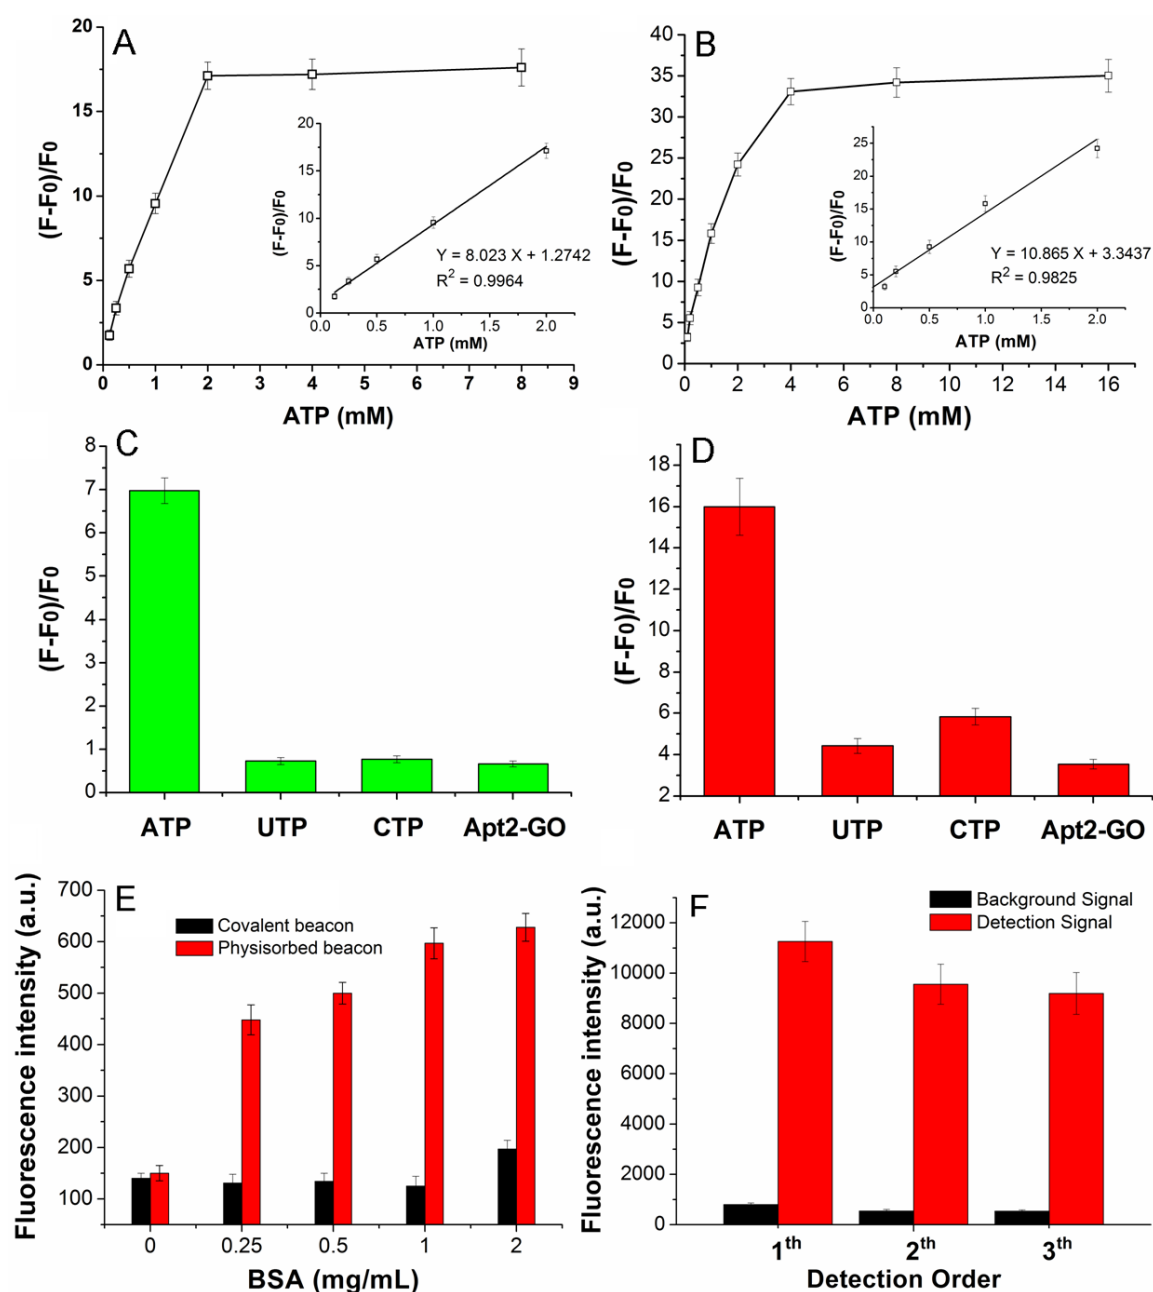 A
(F-F0)/F0
20
15
10
5
0
0 1 2 3 4 5 6 7 8 9
ATP (mM)
(F-F0)/F0
20
15
10
5
0
0.0 0.5 1.0 1.5 2.0
ATP (mM)
Y = 8.023 X + 1.2742
R2 = 0.9964
B
(F-F0)/F0
40
35
30
25
20
15
10
5
0
0 2 4 6 8 10 12 14 16
ATP (mM)
(F-F0)/F0
25
20
15
10
5
0
0.0 0.5 1.0 1.5 2.0
ATP (mM)
Y = 10.865 X + 3.3437
R2 = 0.9825
C
(F-F0)/F0
8
7
6
5
4
3
2
1
0
ATP UTP CTP Apt2-GO
D
(F-F0)/F0
18
16
14
12
10
8
6
4
2
ATP UTP CTP Apt2-GO
E
Fluorescence intensity (a.u.)
700
600
500
400
300
200
100
Covalent beacon
Physisorbed beacon
0 0.25 0.5 1 2
BSA (mg/mL)
F
Fluorescence intensity (a.u.)
12000
10000
8000
6000
4000
2000
0
Background Signal
Detection Signal
1th 2th 3th
Detection Order